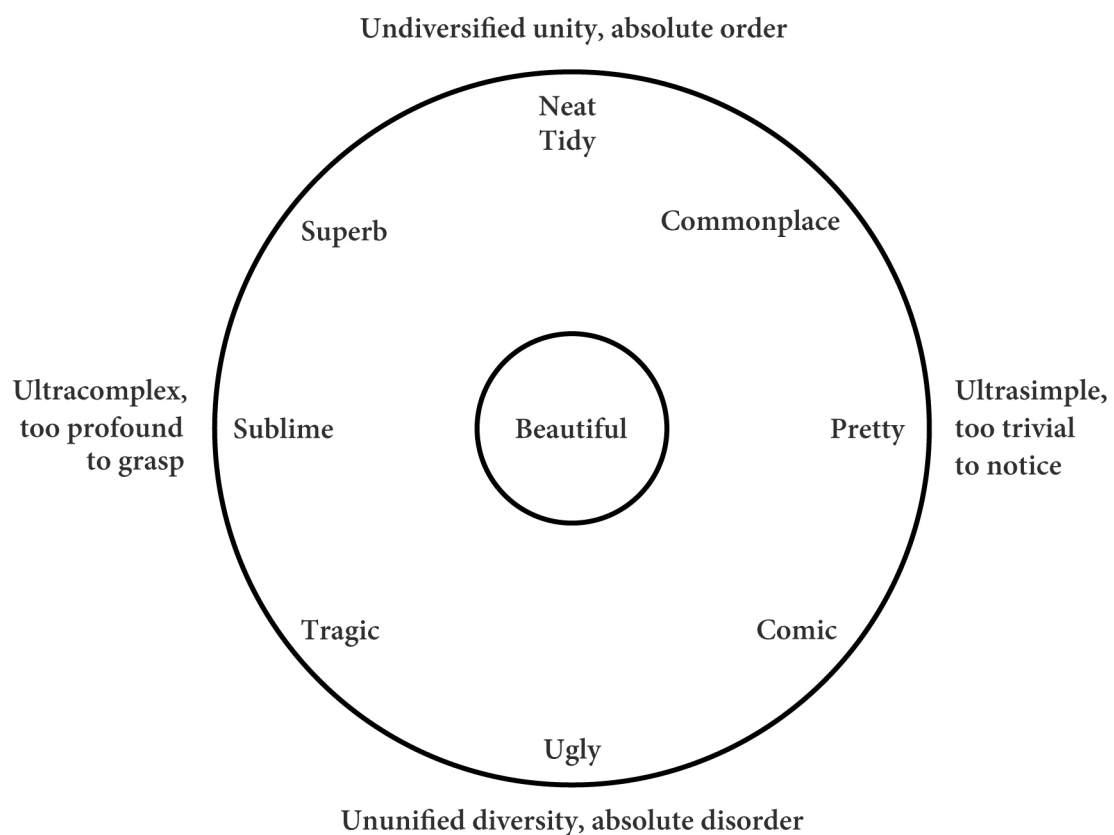 Undiversified unity, absolute order
Neat
Tidy
Superb
Commonplace
Ultracomplex,
too profound
to grasp
Sublime
Beautiful
Pretty
Ultrasimple,
too trivial
to notice
Tragic
Comic
Ugly
Ununified diversity, absolute disorder